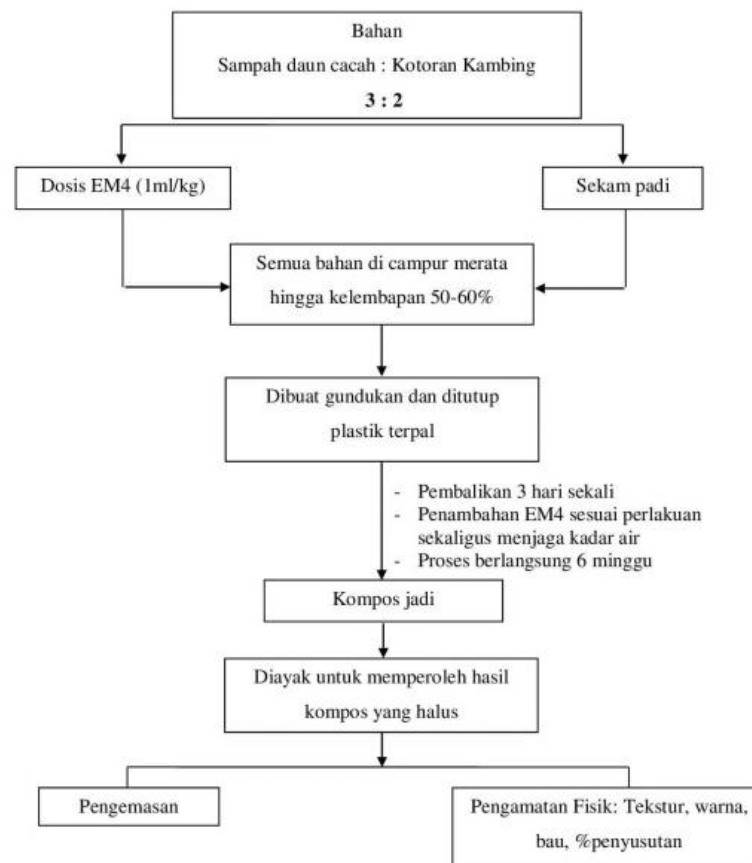 Bahan
Sampah daun cacah : Kotoran Kambing
3 : 2
Dosis EM4 (1ml/kg)
Sekam padi
Semua bahan di campur merata
hingga kelembapan 50-60%
Dibuat gundukan dan ditutup
plastik terpal
- Pembalikan 3 hari sekali
- Penambahan EM4 sesuai perlakuan
sekaligus menjaga kadar air
- Proses berlangsung 6 minggu
Kompos jadi
Diayak untuk memperoleh hasil
kompos yang halus
Pengemasan
Pengamatan Fisik: Tekstur, warna,
bau, %penyusutan